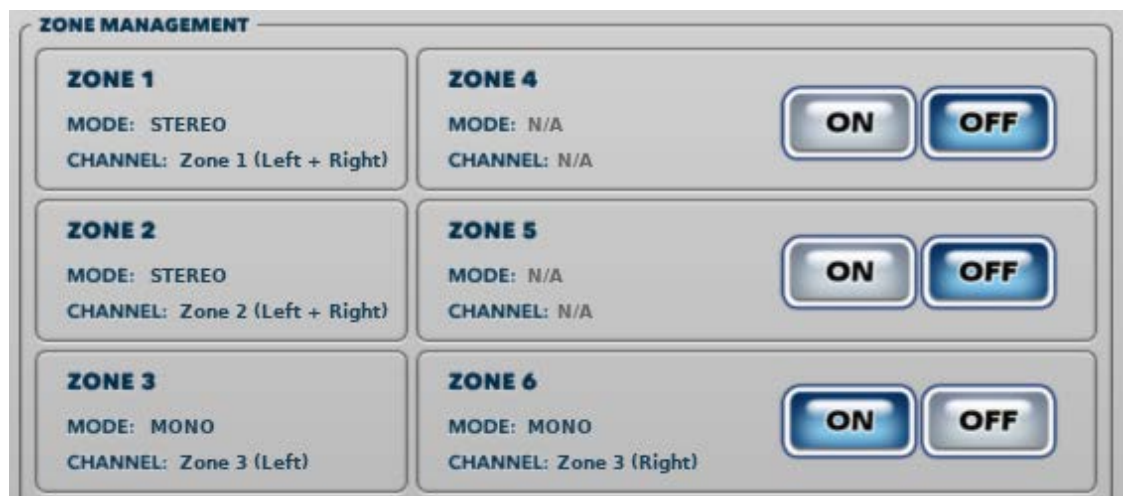 ZONE MANAGEMENT
ZONE 1
MODE: STEREO
CHANNEL: Zone 1 (Left + Right)
ZONE 4
MODE: N/A
CHANNEL: N/A
ON OFF
ZONE 2
MODE: STEREO
CHANNEL: Zone 2 (Left + Right)
ZONE 5
MODE: N/A
CHANNEL: N/A
ON OFF
ZONE 3
MODE: MONO
CHANNEL: Zone 3 (Left)
ZONE 6
MODE: MONO
CHANNEL: Zone 3 (Right)
ON OFF